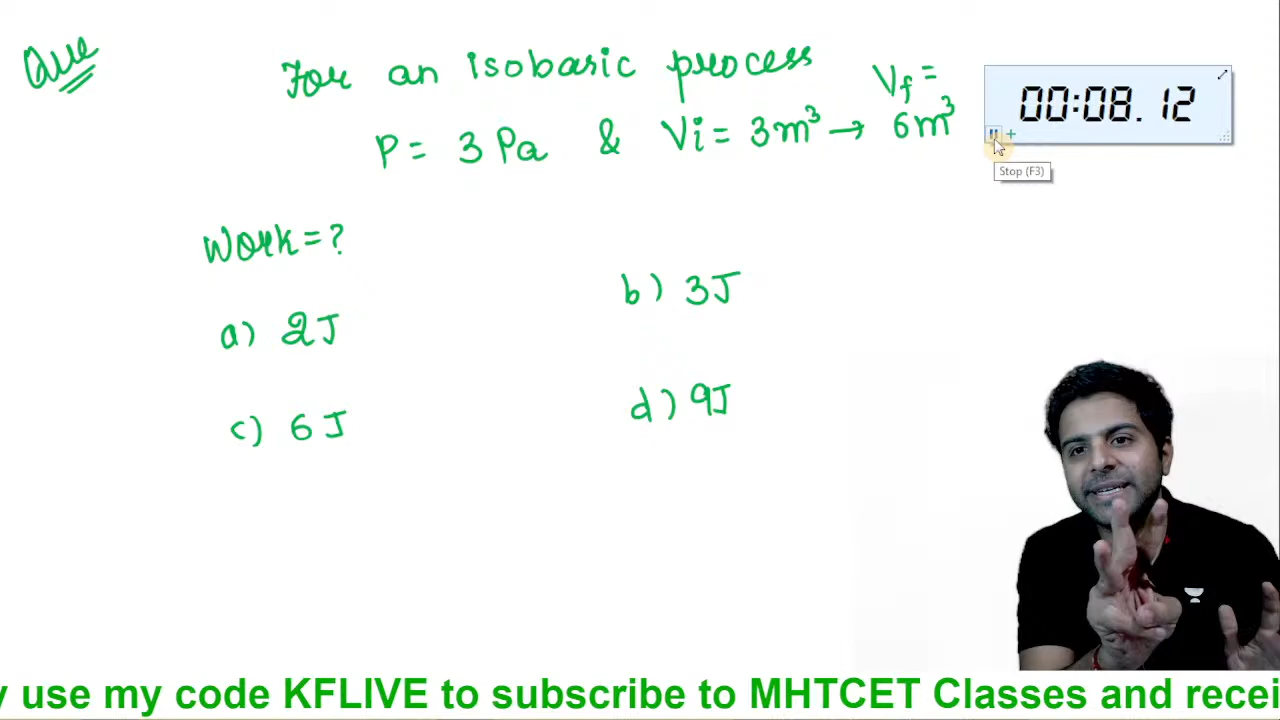 Que
For an isobaric process
Vf =
P = 3 Pa & Vi = 3m³ → 6m³
00:08.12
Stop (F3)
Work = ?
a) 2J
b) 3J
c) 6J
d) 9J
y use my code KFLIVE to subscribe to MHTCET Classes and recei